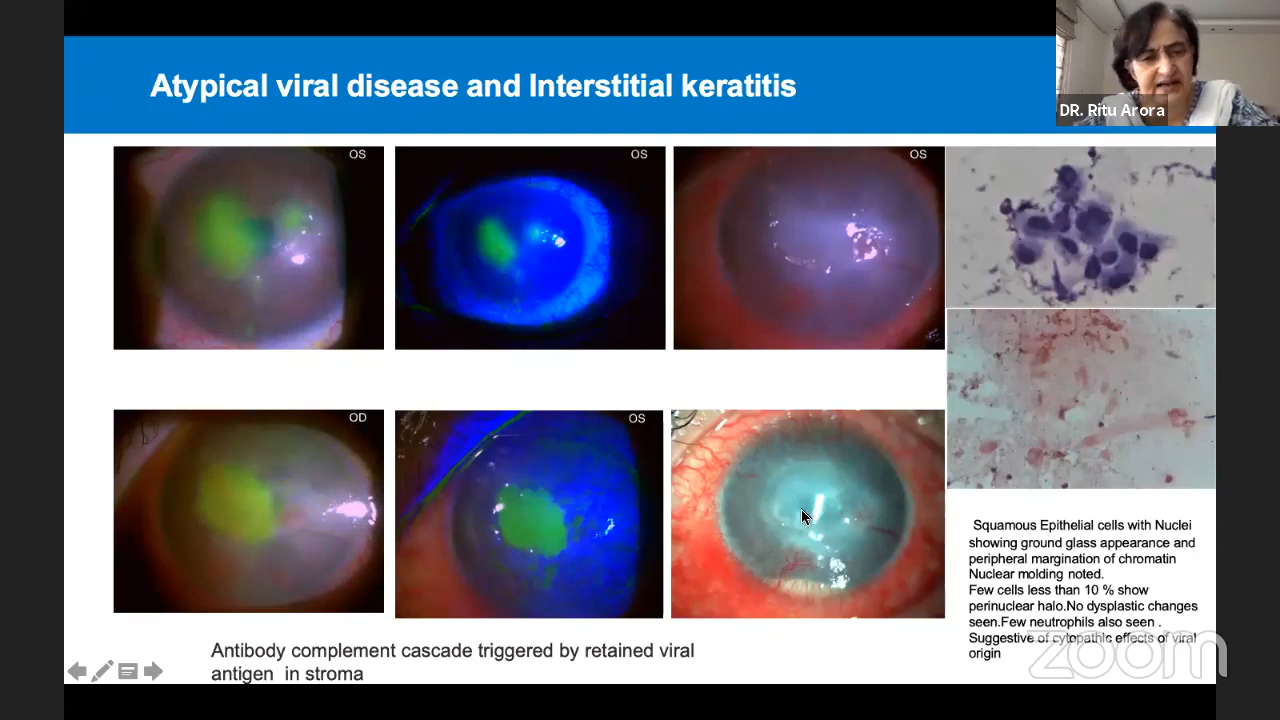 Atypical viral disease and Interstitial keratitis
DR. Ritu Arora
OS
OS
OS
OD
OS
Squamous Epithelial cells with Nuclei
showing ground glass appearance and
peripheral margination of chromatin
Nuclear molding noted.
Few cells less than 10 % show
perinuclear halo.No dysplastic changes
seen.Few neutrophils also seen .
Suggestive of cytopathic effects of viral
origin
Antibody complement cascade triggered by retained viral
antigen in stroma
zoom